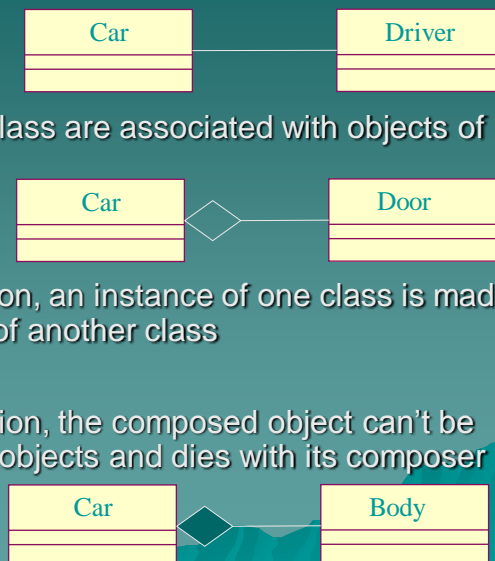 Car Driver
lass are associated with objects of
Car Door
on, an instance of one class is mad
of another class
ion, the composed object can't be
objects and dies with its composer
Car Body